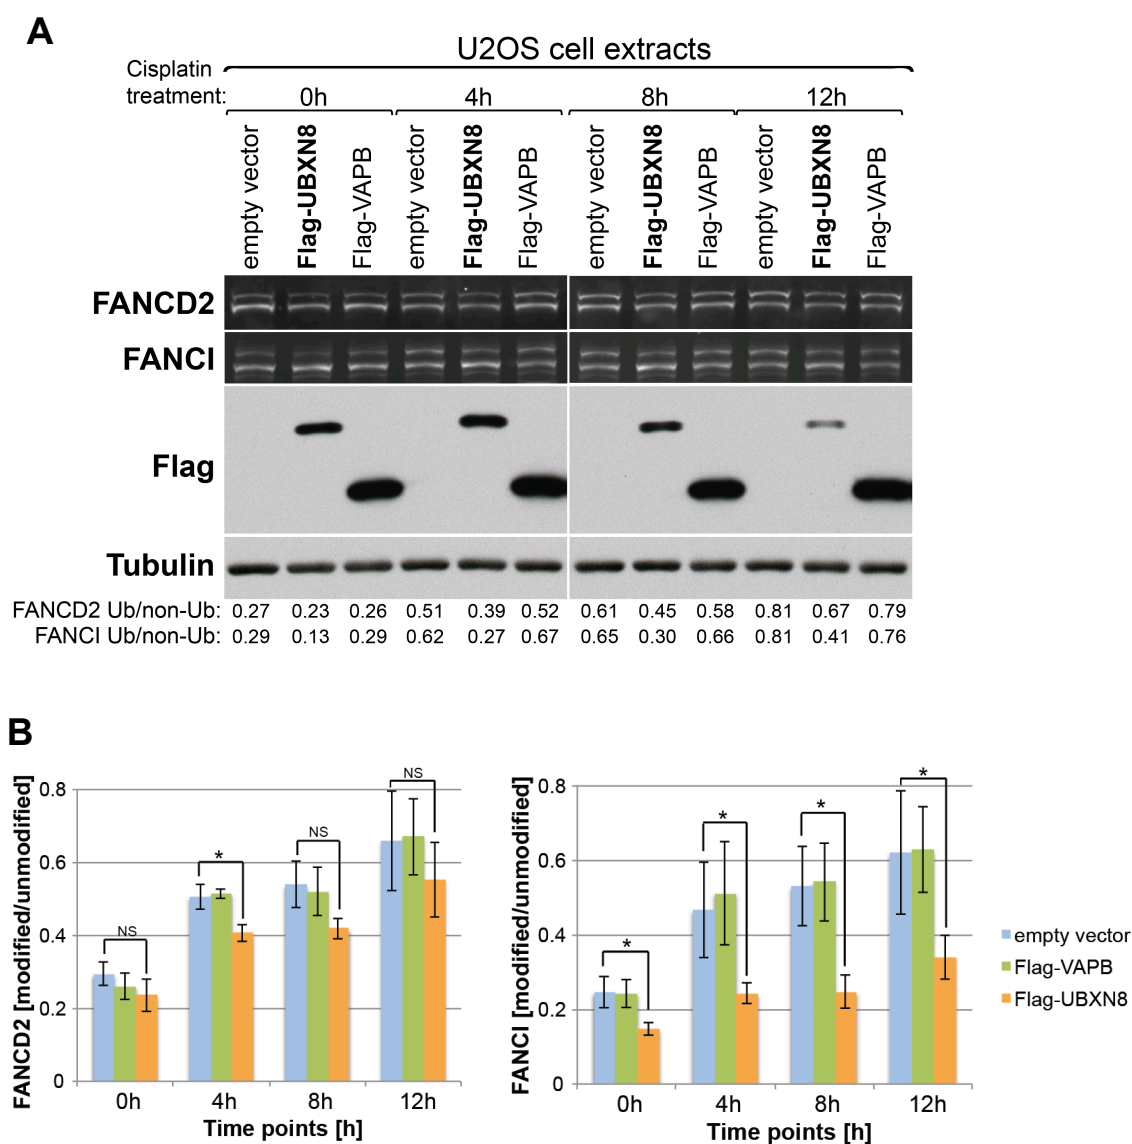 A
U2OS cell extracts
Cisplatin
treatment:
0h 4h 8h 12h
empty vector Flag-UBXN8 Flag-VAPB empty vector Flag-UBXN8 Flag-VAPB empty vector Flag-UBXN8 Flag-VAPB empty vector Flag-UBXN8 Flag-VAPB
FANCD2
FANCI
Flag
Tubulin
FANCD2 Ub/non-Ub: 0.27 0.23 0.26 0.51 0.39 0.52 0.61 0.45 0.58 0.81 0.67 0.79
FANCI Ub/non-Ub: 0.29 0.13 0.29 0.62 0.27 0.67 0.65 0.30 0.66 0.81 0.41 0.76
B
FANCD2 [modified/unmodified]
0.8
0.6
0.4
0.2
0
NS
*
NS
NS
0h 4h 8h 12h
Time points [h]
FANCI [modified/unmodified]
0.8
0.6
0.4
0.2
0
*
*
*
*
0h 4h 8h 12h
Time points [h]
empty vector
Flag-VAPB
Flag-UBXN8